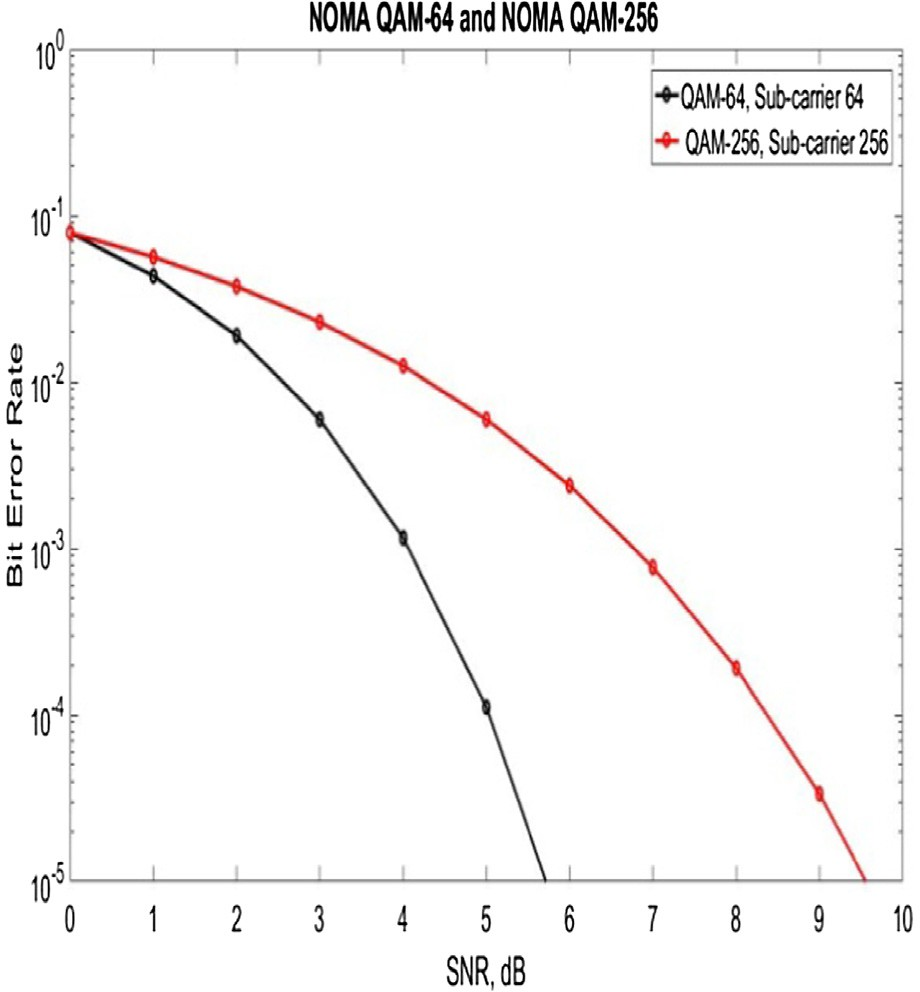 NOMA QAM-64 and NOMA QAM-256
10^0
QAM-64, Sub-carrier 64
QAM-256, Sub-carrier 256
10^-1
10^-2
10^-3
10^-4
10^-5
Bit Error Rate
0 1 2 3 4 5 6 7 8 9 10
SNR, dB